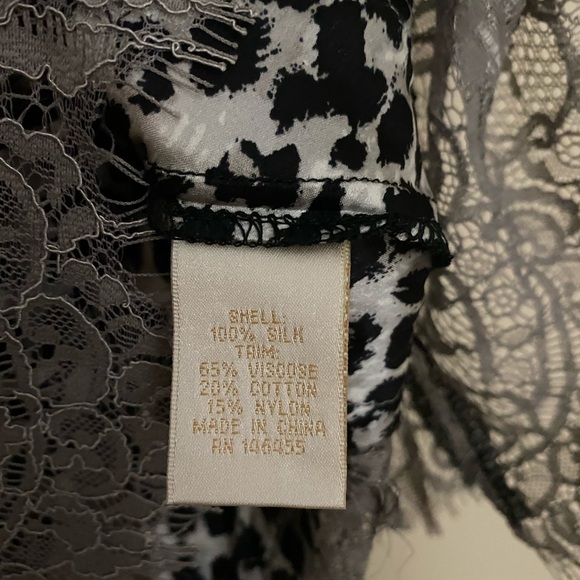 SHELL:
100% SILK
TRIM:
65% VISCOSE
20% COTTON
15% NYLON
MADE IN CHINA
RN 146455